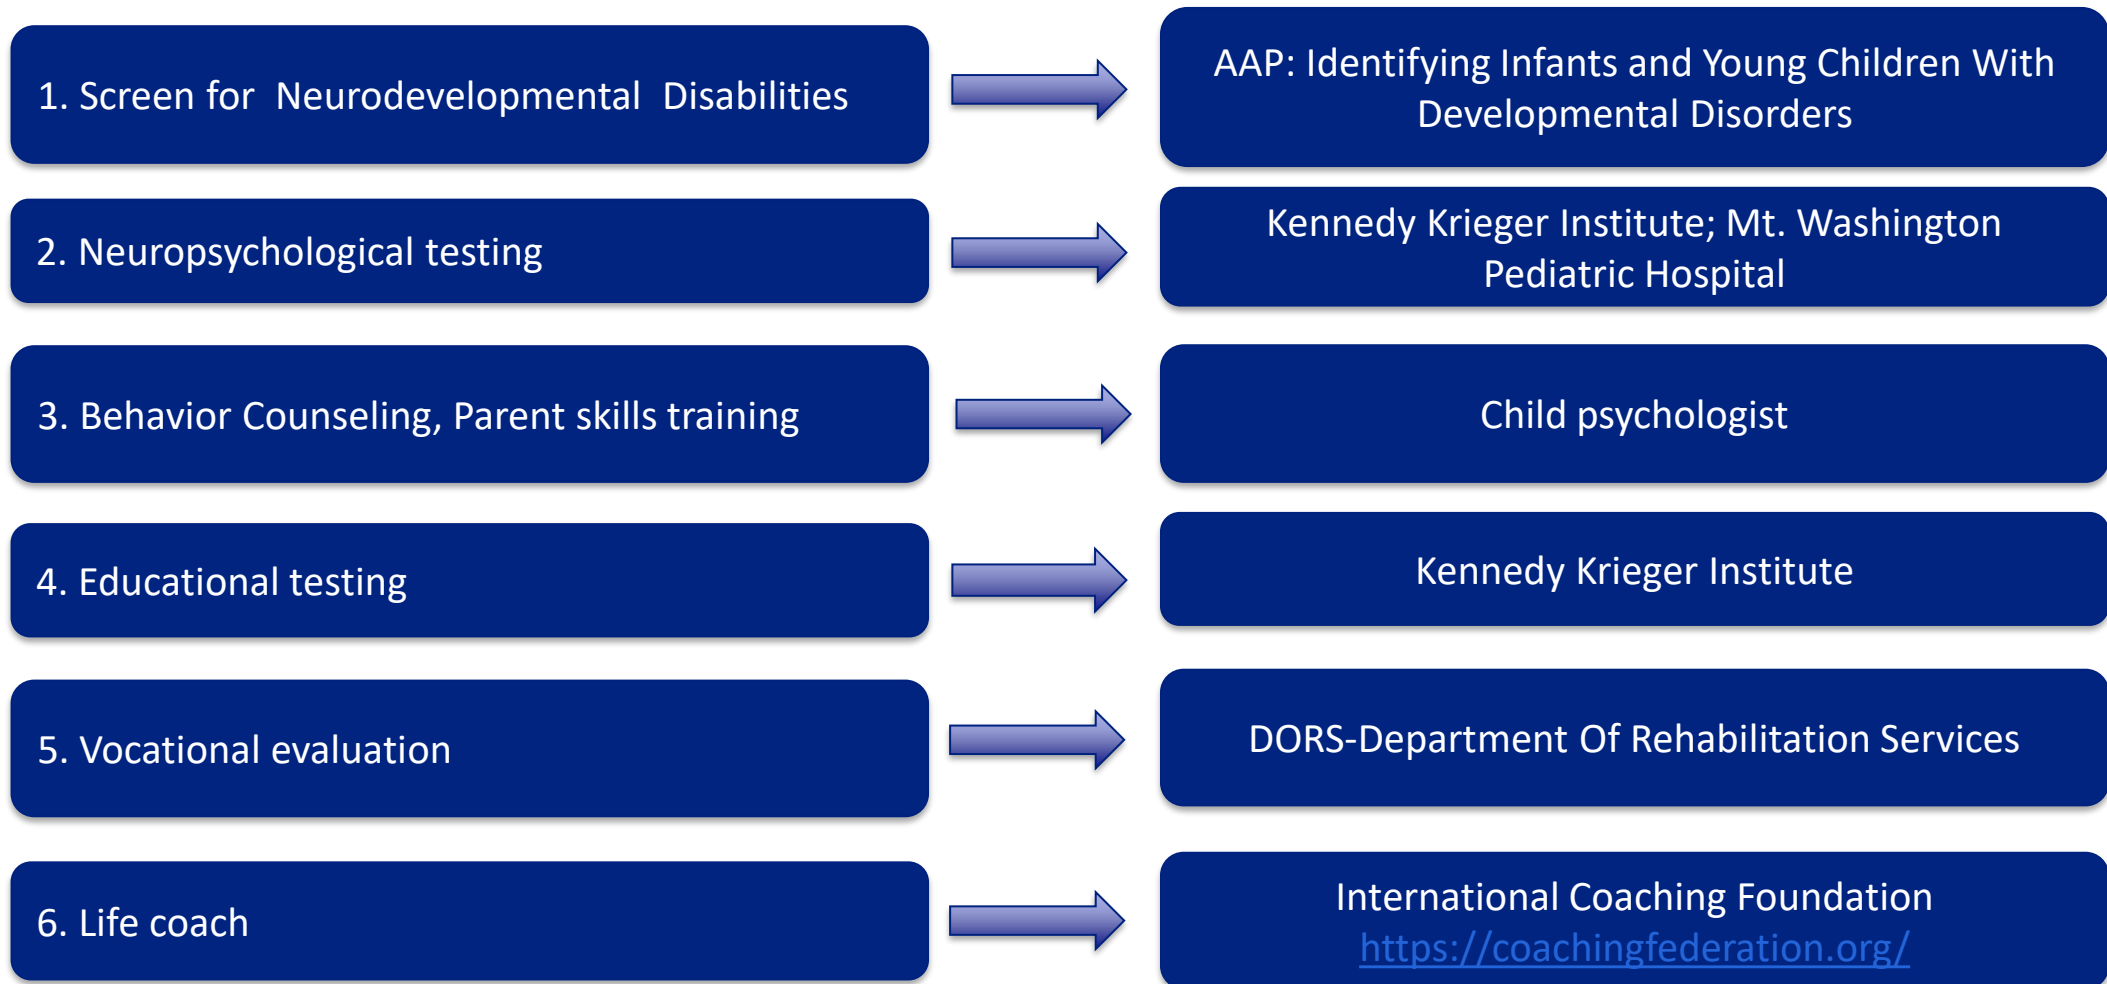 1. Screen for Neurodevelopmental Disabilities
AAP: Identifying Infants and Young Children With
Developmental Disorders
2. Neuropsychological testing
Kennedy Krieger Institute; Mt. Washington
Pediatric Hospital
3. Behavior Counseling, Parent skills training
Child psychologist
4. Educational testing
Kennedy Krieger Institute
5. Vocational evaluation
DORS-Department Of Rehabilitation Services
6. Life coach
International Coaching Foundation
https://coachingfederation.org/